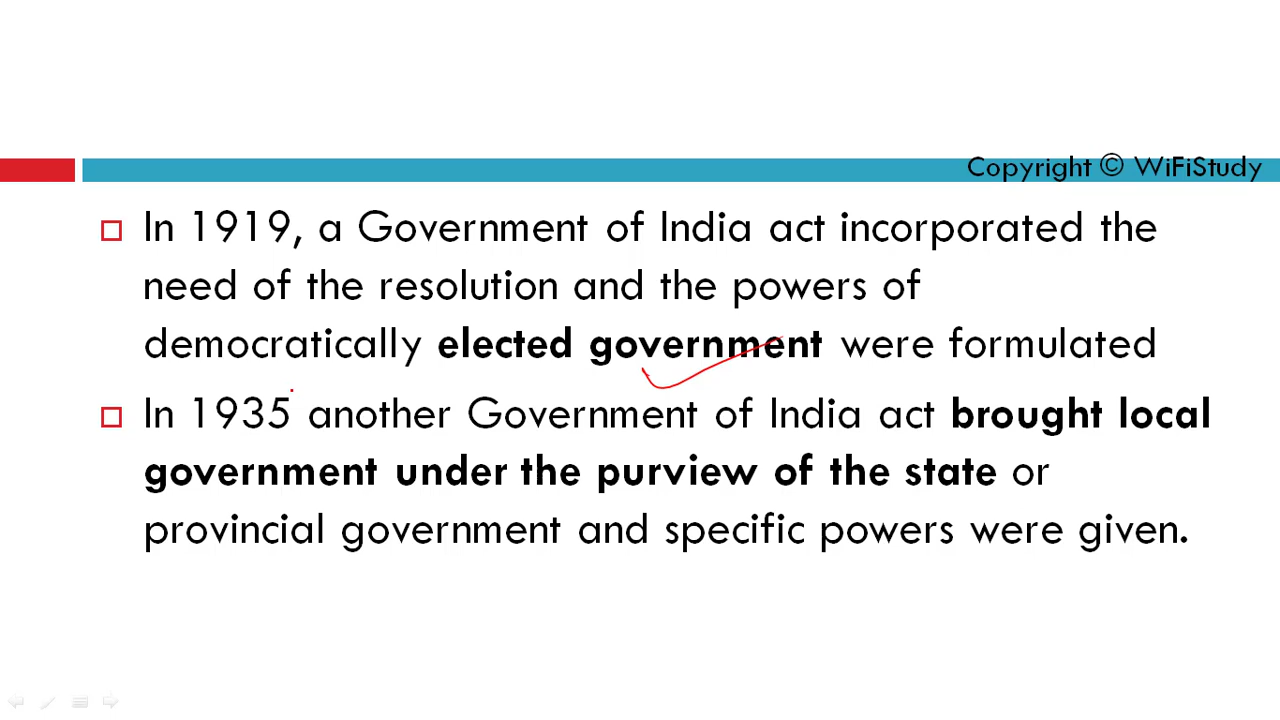 Copyright © WiFiStudy
In 1919, a Government of India act incorporated the
need of the resolution and the powers of
democratically elected government were formulated
In 1935 another Government of India act brought local
government under the purview of the state or
provincial government and specific powers were given.